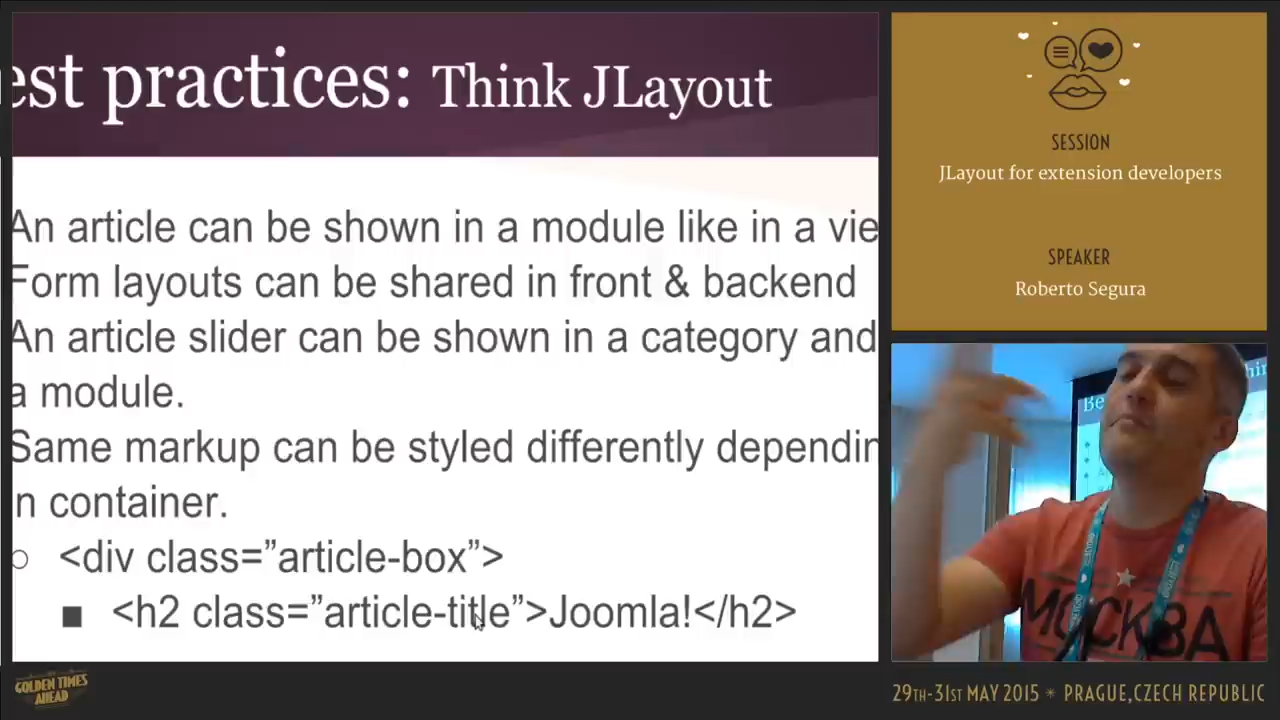 est practices: Think JLayout
An article can be shown in a module like in a vie
Form layouts can be shared in front & backend
An article slider can be shown in a category and
a module.
Same markup can be styled differently dependin
n container.
<div class=”article-box”>
<h2 class=”article-title”>Joomla!</h2>
SESSION
JLayout for extension developers
SPEAKER
Roberto Segura
Be
МОСКВА
GOLDEN TIMES
AHEAD
29TH-31ST MAY 2015 * PRAGUE, CZECH REPUBLIC